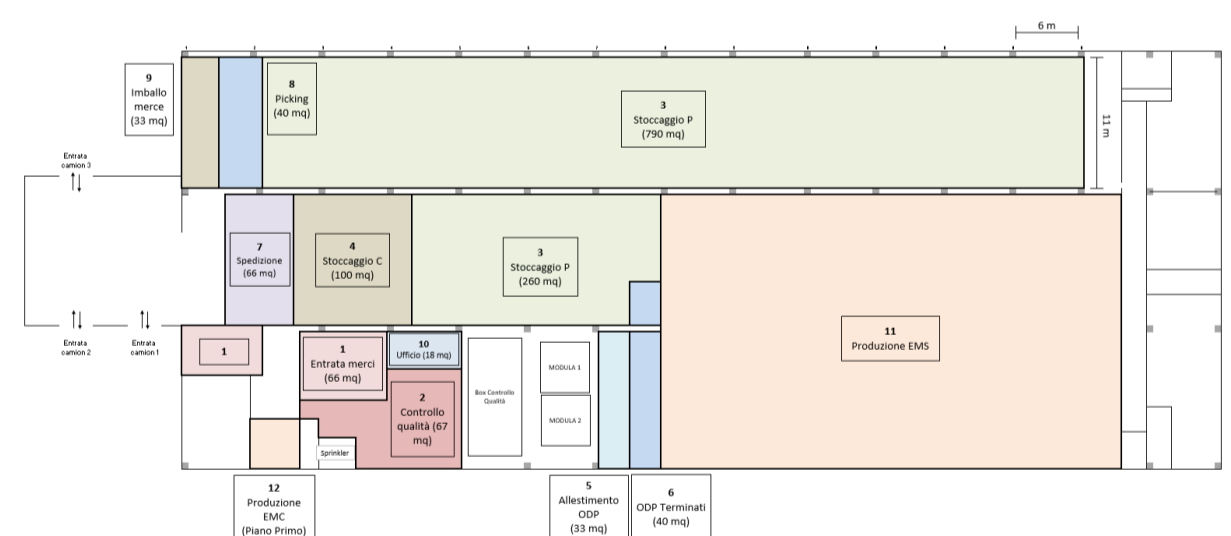 6 m
9
Imballo
merce
(33 mq)
8
Picking
(40 mq)
3
Stoccaggio P
(790 mq)
11 m
Entrata
camion 3
7
Spedizione
(66 mq)
4
Stoccaggio C
(100 mq)
3
Stoccaggio P
(260 mq)
11
Produzione EMS
Entrata
camion 2
Entrata
camion 1
1
1
Entrata merci
(66 mq)
10
Ufficio (18 mq)
2
Controllo
qualità (67
mq)
Box Controllo
Qualità
MODULA 1
MODULA 2
Sprinkler
12
Produzione
EMC
(Piano Primo)
5
Allestimento
ODP
(33 mq)
6
ODP Terminati
(40 mq)